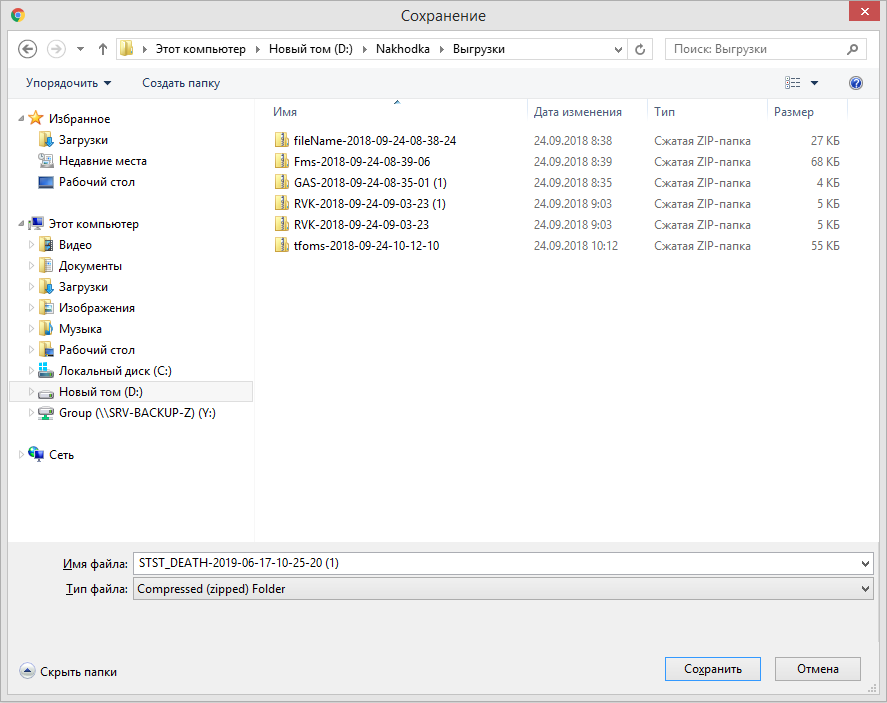 Сохранение
Этот компьютер Новый том (D:) Nakhodka Выгрузки
Поиск: Выгрузки
Упорядочить Создать папку
Имя Дата изменения Тип Размер
Избранное
Загрузки
Недавние места
Рабочий стол
Этот компьютер
Видео
Документы
Загрузки
Изображения
Музыка
Рабочий стол
Локальный диск (C:)
Новый том (D:)
Group (\\SRV-BACKUP-Z) (Y:)
Сеть
fileName-2018-09-24-08-38-24 24.09.2018 8:38 Сжатая ZIP-папка 27 КБ
Fms-2018-09-24-08-39-06 24.09.2018 8:39 Сжатая ZIP-папка 68 КБ
GAS-2018-09-24-08-35-01 (1) 24.09.2018 8:35 Сжатая ZIP-папка 4 КБ
RVK-2018-09-24-09-03-23 (1) 24.09.2018 9:03 Сжатая ZIP-папка 5 КБ
RVK-2018-09-24-09-03-23 24.09.2018 9:03 Сжатая ZIP-папка 5 КБ
tfoms-2018-09-24-10-12-10 24.09.2018 10:12 Сжатая ZIP-папка 55 КБ
Имя файла: STST_DEATH-2019-06-17-10-25-20 (1)
Тип файла: Compressed (zipped) Folder
Скрыть папки Сохранить Отмена